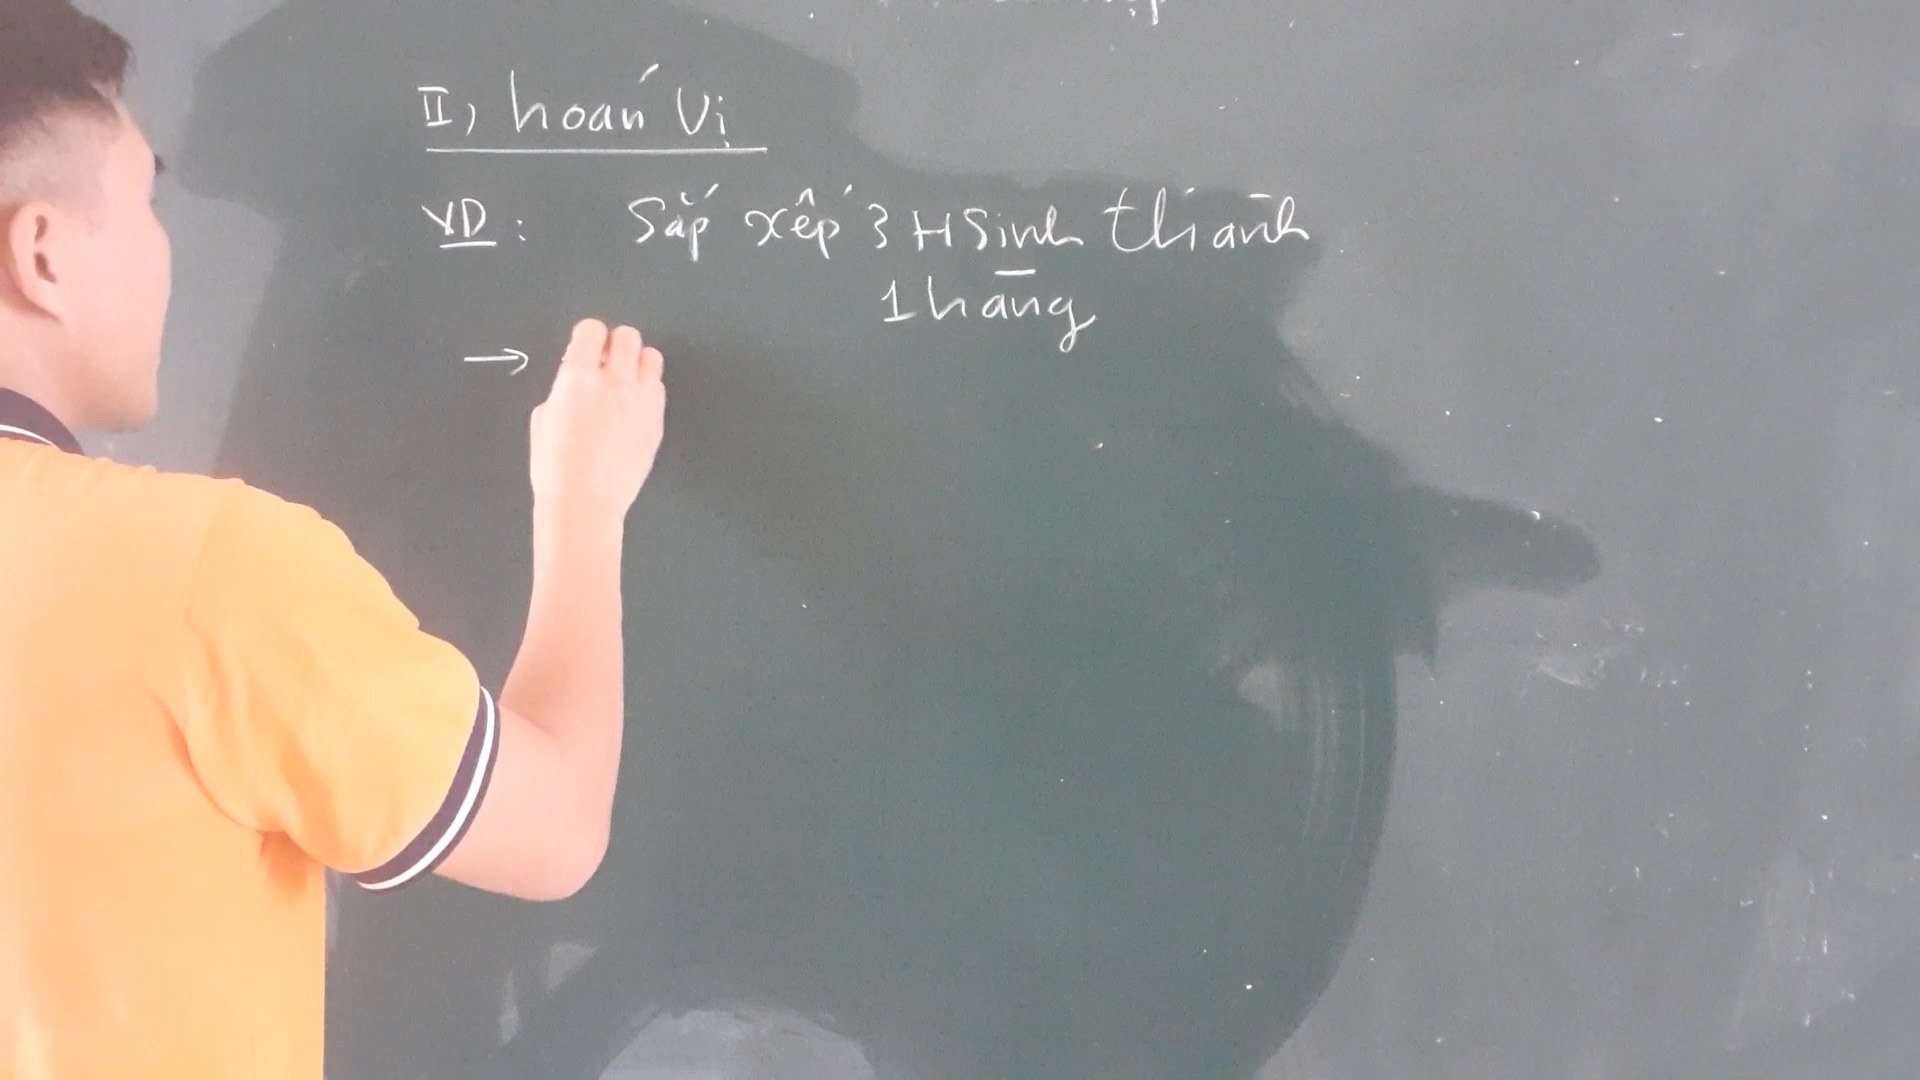 II, hoán vị
VD: Sắp xếp 3 HSinh thành
1 hàng
→